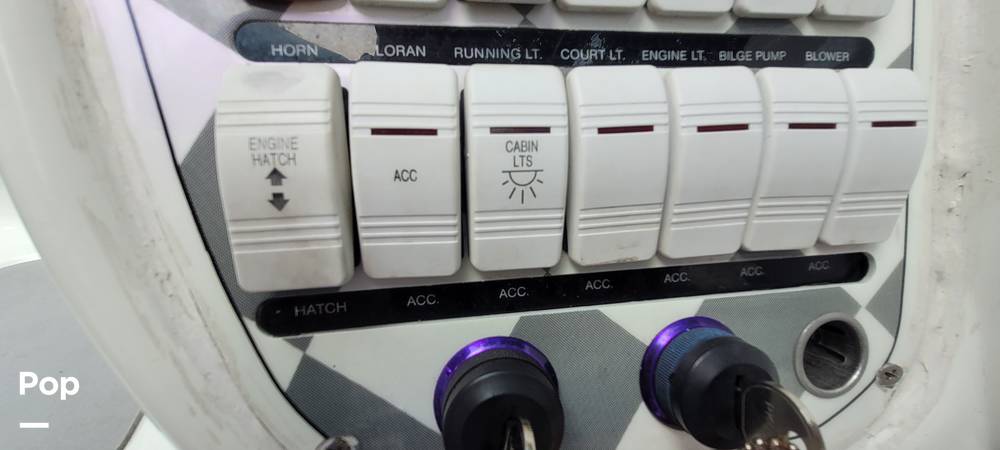 HORN LORAN RUNNING LT. COURT LT. ENGINE LT. BILGE PUMP BLOWER
ENGINE
HATCH
ACC
CABIN
LTS
HATCH ACC. ACC. ACC. ACC. ACC. ACC.
Pop